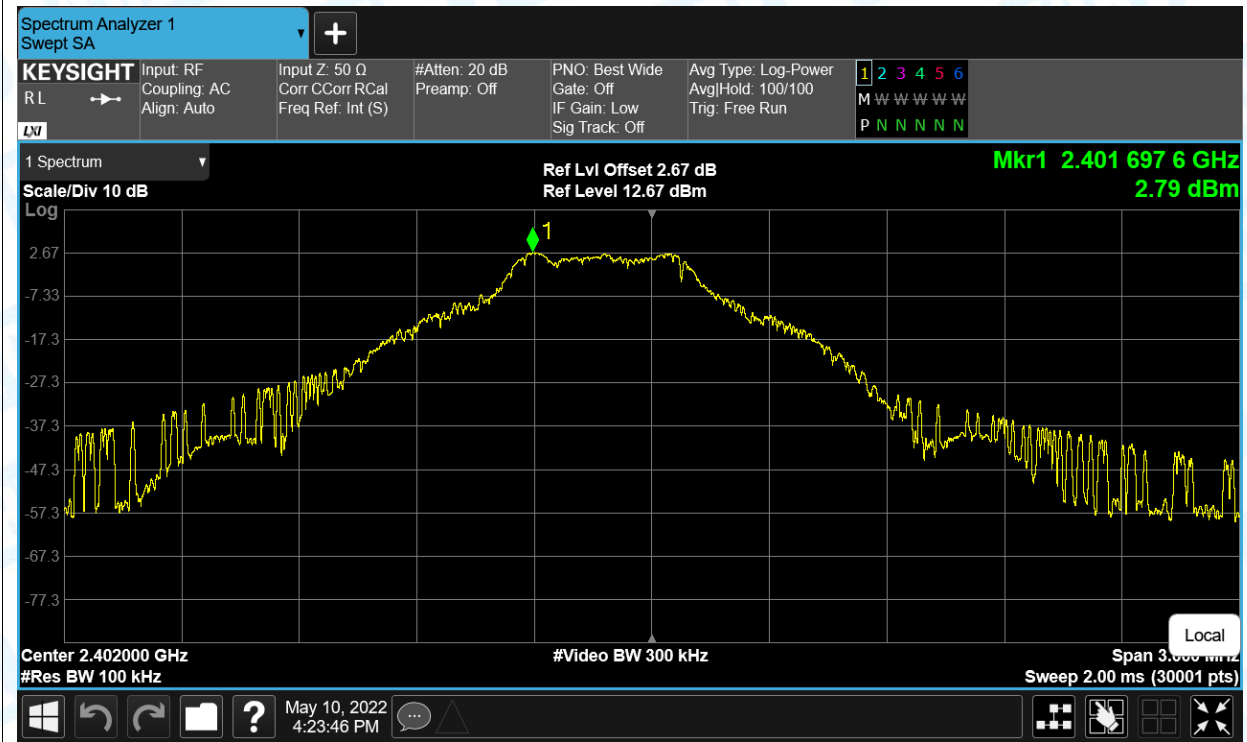 Spectrum Analyzer 1
Swept SA
KEYSIGHT
R L
LXI
Input: RF
Coupling: AC
Align: Auto
Input Z: 50 Ω
Corr CCorr RCal
Freq Ref: Int (S)
#Atten: 20 dB
Preamp: Off
PNO: Best Wide
Gate: Off
IF Gain: Low
Sig Track: Off
Avg Type: Log-Power
Avg|Hold: 100/100
Trig: Free Run
1 2 3 4 5 6
M W W W W W
P N N N N N
1 Spectrum
Scale/Div 10 dB
Ref Lvl Offset 2.67 dB
Ref Level 12.67 dBm
Mkr1 2.401 697 6 GHz
2.79 dBm
Log
1
2.67
-7.33
-17.3
-27.3
-37.3
-47.3
-57.3
-67.3
-77.3
Local
Center 2.402000 GHz
#Video BW 300 kHz
Span
#Res BW 100 kHz
Sweep 2.00 ms (30001 pts)
?
May 10, 2022
4:23:46 PM